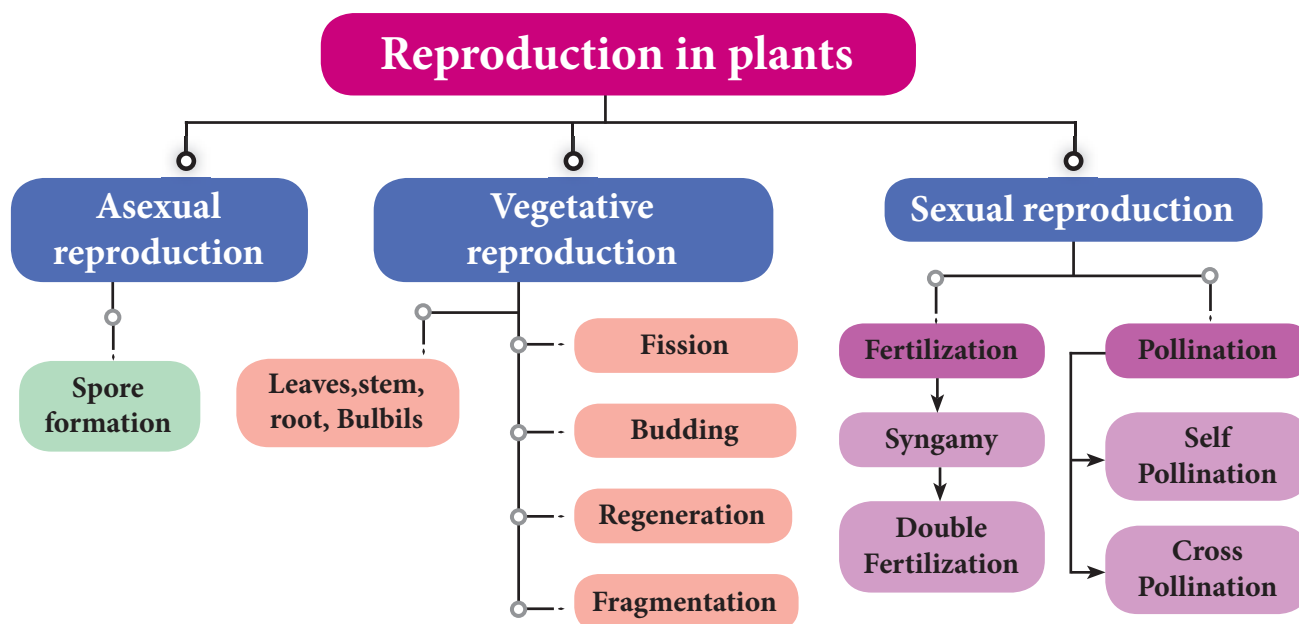 Reproduction in plants
Asexual
reproduction
Vegetative
reproduction
Sexual reproduction
Spore
formation
Leaves,stem,
root, Bulbils
Fission
Budding
Regeneration
Fragmentation
Fertilization
Syngamy
Double
Fertilization
Pollination
Self
Pollination
Cross
Pollination